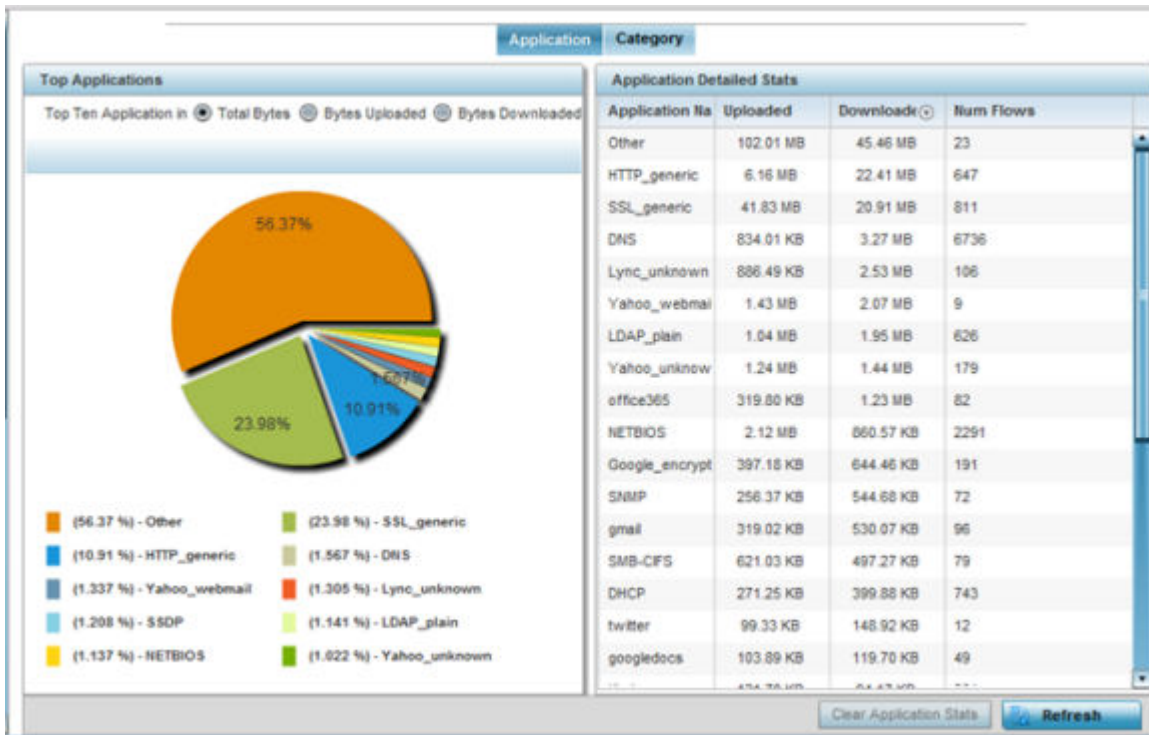 Application Category
Top Applications
Top Ten Application in Total Bytes Bytes Uploaded Bytes Downloaded
56.37%
1.567%
10.91%
23.98%
(56.37 %) - Other
(23.98 %) - SSL_generic
(10.91 %) - HTTP_generic
(1.567 %) - DNS
(1.337 %) - Yahoo_webmail
(1.305 %) - Lync_unknown
(1.208 %) - SSDP
(1.141 %) - LDAP_plain
(1.137 %) - NETBIOS
(1.022 %) - Yahoo_unknown
Application Detailed Stats
Application Na Uploaded Downloade Num Flows
Other 102.01 MB 45.46 MB 23
HTTP_generic 6.16 MB 22.41 MB 647
SSL_generic 41.83 MB 20.91 MB 811
DNS 834.01 KB 3.27 MB 6736
Lync_unknown 886.49 KB 2.53 MB 106
Yahoo_webmai 1.43 MB 2.07 MB 9
LDAP_plain 1.04 MB 1.95 MB 626
Yahoo_unknow 1.24 MB 1.44 MB 179
office365 319.80 KB 1.23 MB 82
NETBIOS 2.12 MB 860.57 KB 2291
Google_encrypt 397.18 KB 644.46 KB 191
SNMP 256.37 KB 544.68 KB 72
gmail 319.02 KB 530.07 KB 96
SMB-CIFS 621.03 KB 497.27 KB 79
DHCP 271.25 KB 399.88 KB 743
twitter 99.33 KB 148.92 KB 12
googledocs 103.89 KB 119.70 KB 49
Clear Application Stats Refresh